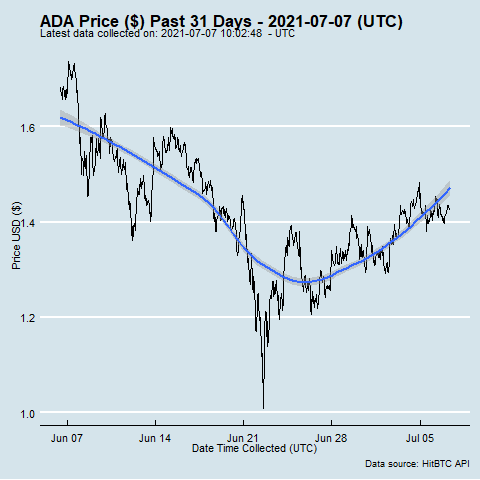 ADA Price ($) Past 31 Days - 2021-07-07 (UTC)
Latest data collected on: 2021-07-07 10:02:48 - UTC
Price USD ($)
1.6
1.4
1.2
1.0
Jun 07 Jun 14 Jun 21 Jun 28 Jul 05
Date Time Collected (UTC)
Data source: HitBTC API